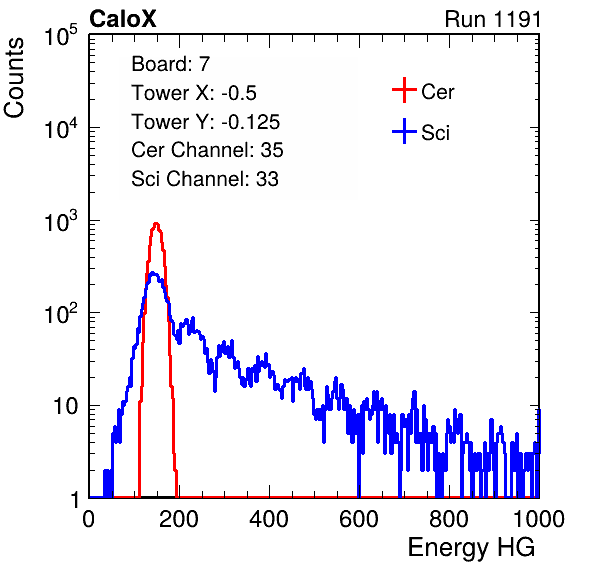 CaloX Run 1191
Counts
Board: 7
Tower X: -0.5
Tower Y: -0.125
Cer Channel: 35
Sci Channel: 33
Cer
Sci
10^5
10^4
10^3
10^2
10
1
0 200 400 600 800 1000
Energy HG